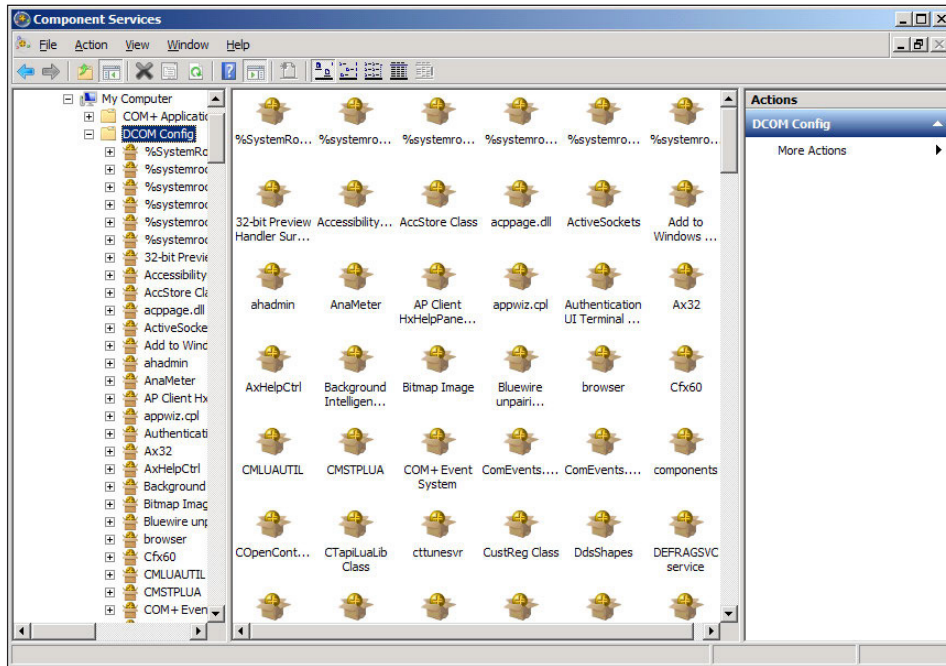 Component Services
File Action View Window Help
My Computer
COM+ Applicatio
DCOM Config
%SystemRo
%systemroo
%systemroo
%systemroo
%systemroo
%systemroo
32-bit Previe
Accessibility
AccStore Cla
acppage.dll
ActiveSocke
Add to Wind
ahadmin
AnaMeter
AP Client Hx
appwiz.cpl
Authenticati
Ax32
AxHelpCtrl
Background
Bitmap Imag
Bluewire unp
browser
Cfx60
CMLUAUTIL
CMSTPLUA
COM+ Even
%SystemRo... %systemro... %systemro... %systemro... %systemro... %systemro...
32-bit Preview Accessibility... AccStore Class acppage.dll ActiveSockets Add to
Handler Sur... Windows ...
ahadmin AnaMeter AP Client appwiz.cpl Authentication Ax32
HxHelpPane... UI Terminal ...
AxHelpCtrl Background Bitmap Image Bluewire browser Cfx60
Intelligen... unpairi...
CMLUAUTIL CMSTPLUA COM+ Event ComEvents.... ComEvents.... components
System
COpenCont... CTapiLuaLib cttunesvr CustReg Class DdsShapes DEFRAGSVC
Class service
Actions
DCOM Config
More Actions